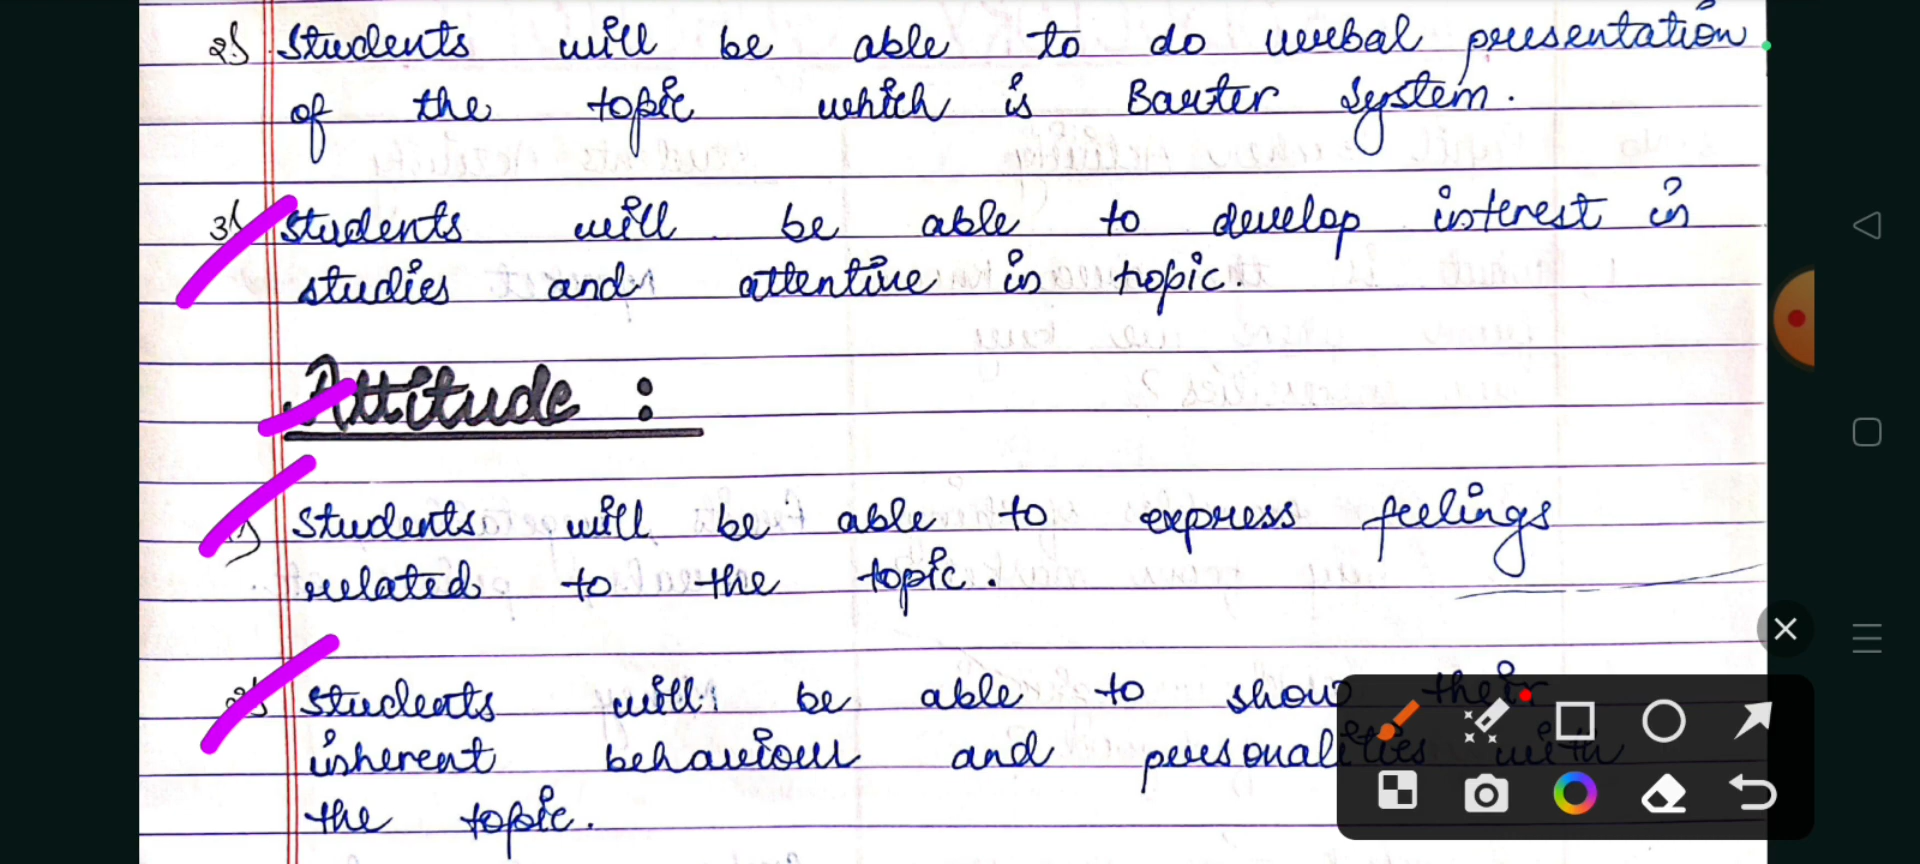 2) Students will be able to do verbal presentation
of the topic which is Barter System.
3) Students will be able to develop interest in
studies and attentive in topic.
Attitude :
1) Students will be able to express feelings
related to the topic.
2) Students will be able to show their
inherent behaviour and personalities with
the topic.